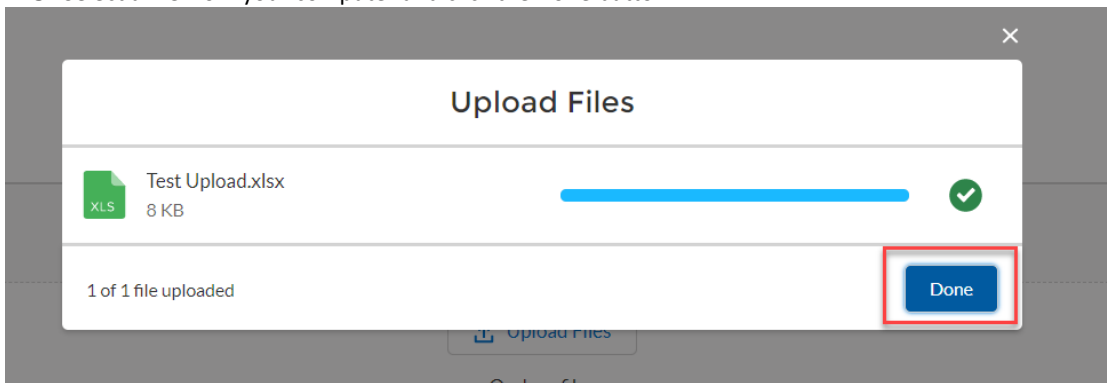 Upload Files
Test Upload.xlsx
XLS
8 KB
1 of 1 file uploaded
Done
Upload Files